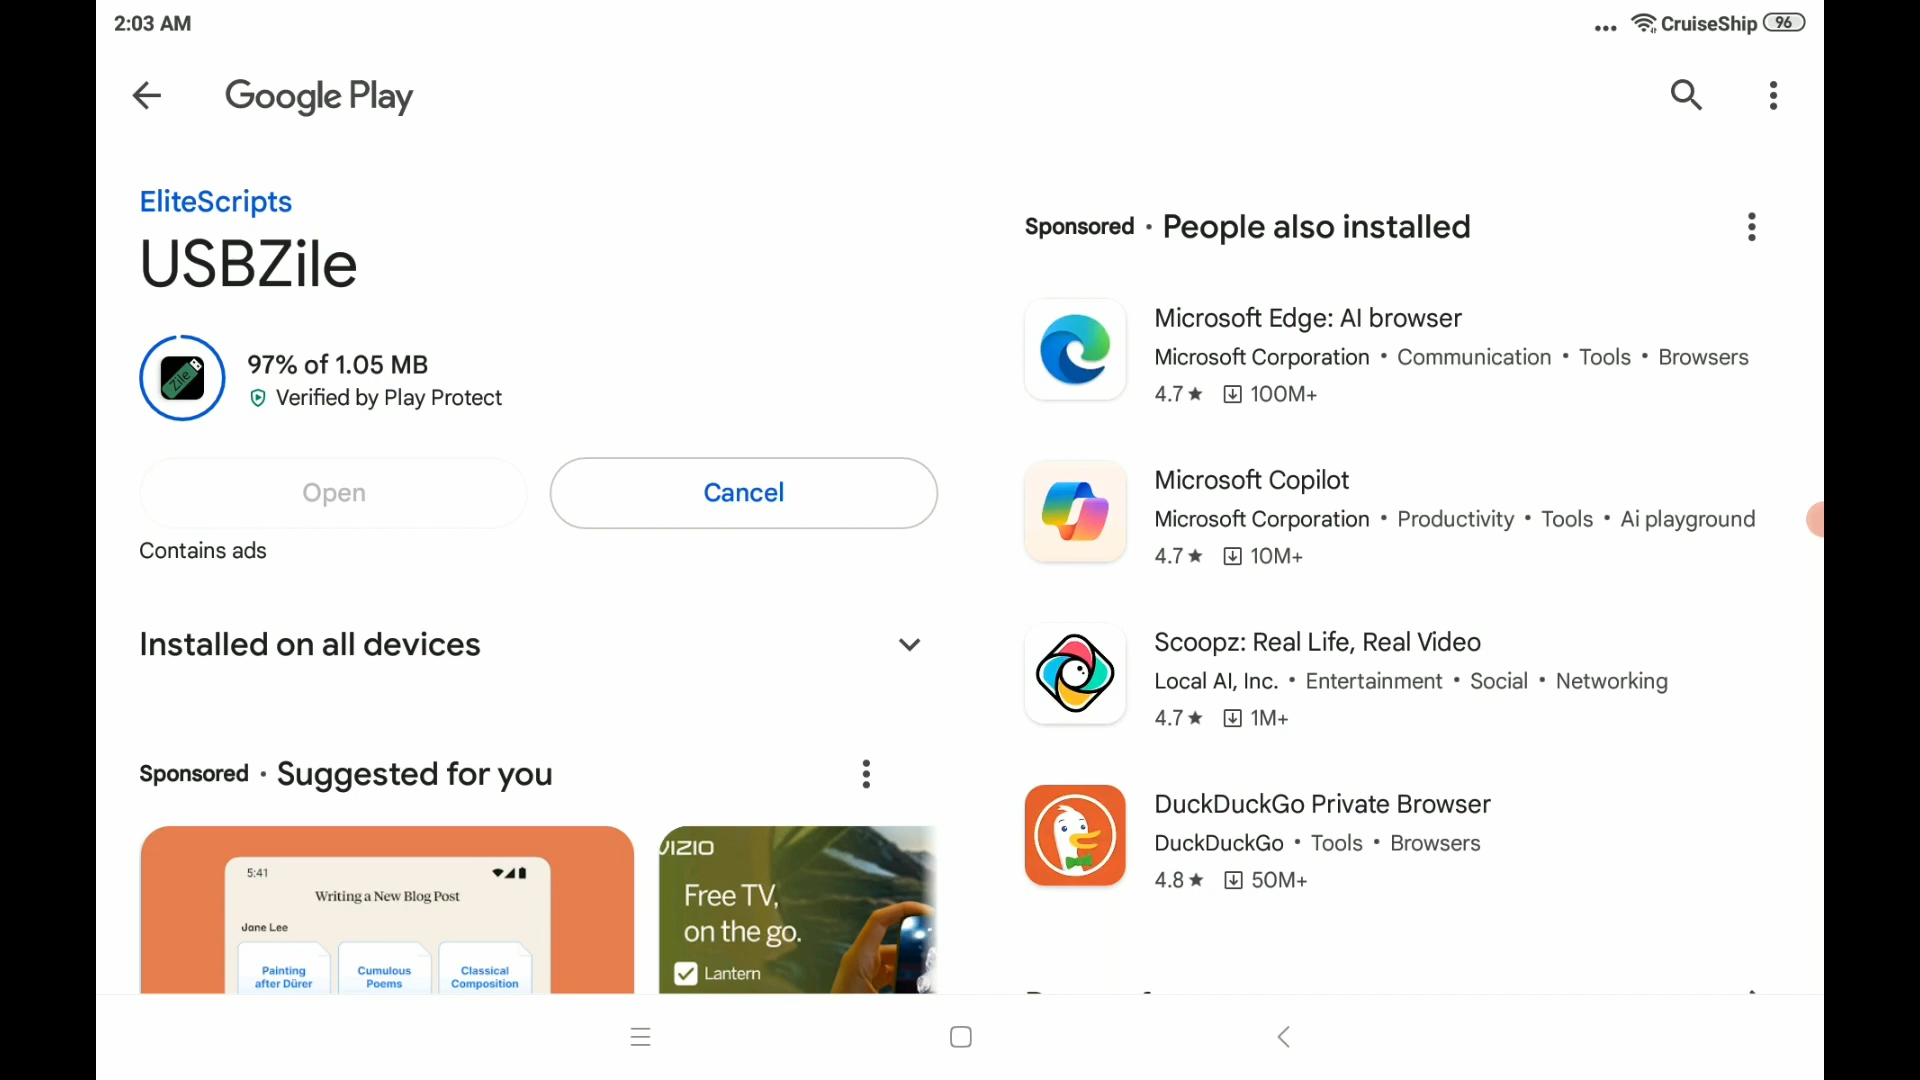 2:03 AM
CruiseShip
96
Google Play
EliteScripts
USBZile
Zile
97% of 1.05 MB
Verified by Play Protect
Open
Cancel
Contains ads
Installed on all devices
Sponsored • Suggested for you
5:41
Writing a New Blog Post
Jane Lee
Painting
after Dürer
Cumulous
Poems
Classical
Composition
VIZIO
Free TV,
on the go.
Lantern
Sponsored • People also installed
Microsoft Edge: AI browser
Microsoft Corporation • Communication • Tools • Browsers
4.7★ 100M+
Microsoft Copilot
Microsoft Corporation • Productivity • Tools • Ai playground
4.7★ 10M+
Scoopz: Real Life, Real Video
Local AI, Inc. • Entertainment • Social • Networking
4.7★ 1M+
DuckDuckGo Private Browser
DuckDuckGo • Tools • Browsers
4.8★ 50M+